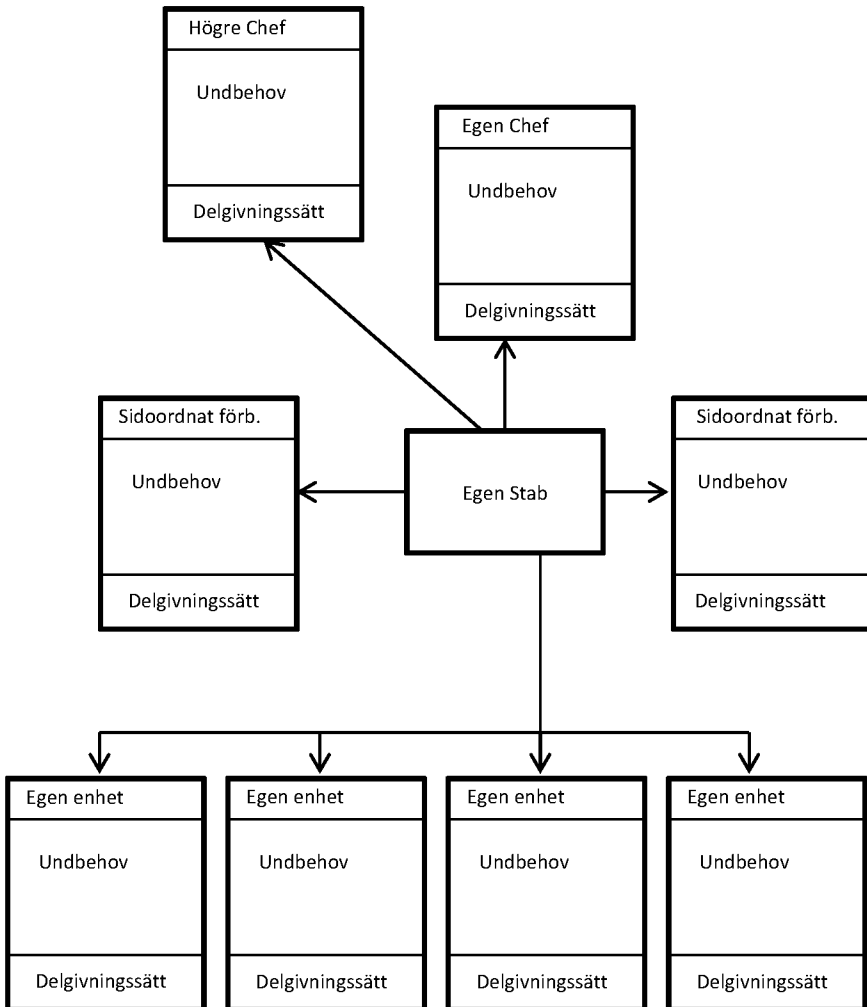 Högre Chef
Undbehov
Delgivningssätt
Egen Chef
Undbehov
Delgivningssätt
Sidoordnat förb.
Undbehov
Delgivningssätt
Egen Stab
Sidoordnat förb.
Undbehov
Delgivningssätt
Egen enhet
Undbehov
Delgivningssätt
Egen enhet
Undbehov
Delgivningssätt
Egen enhet
Undbehov
Delgivningssätt
Egen enhet
Undbehov
Delgivningssätt